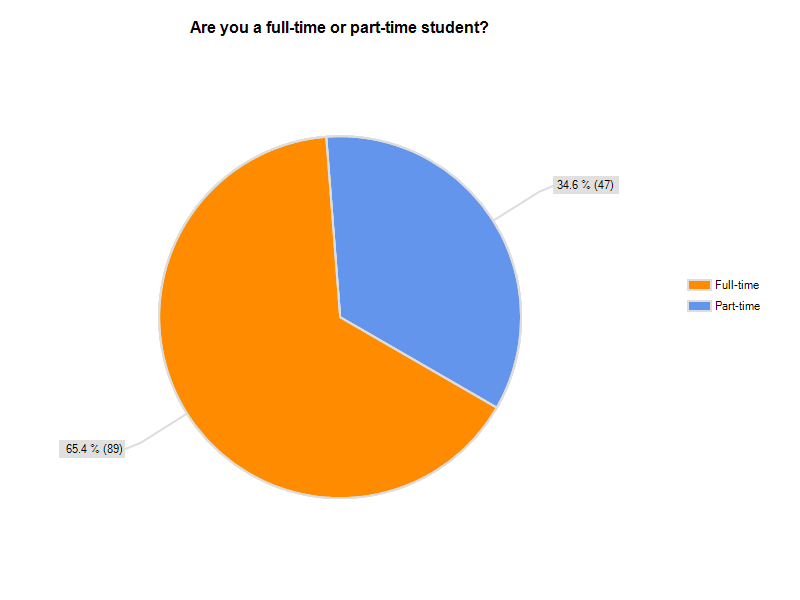 Are you a full-time or part-time student?
34.6 % (47)
Full-time
Part-time
65.4 % (89)